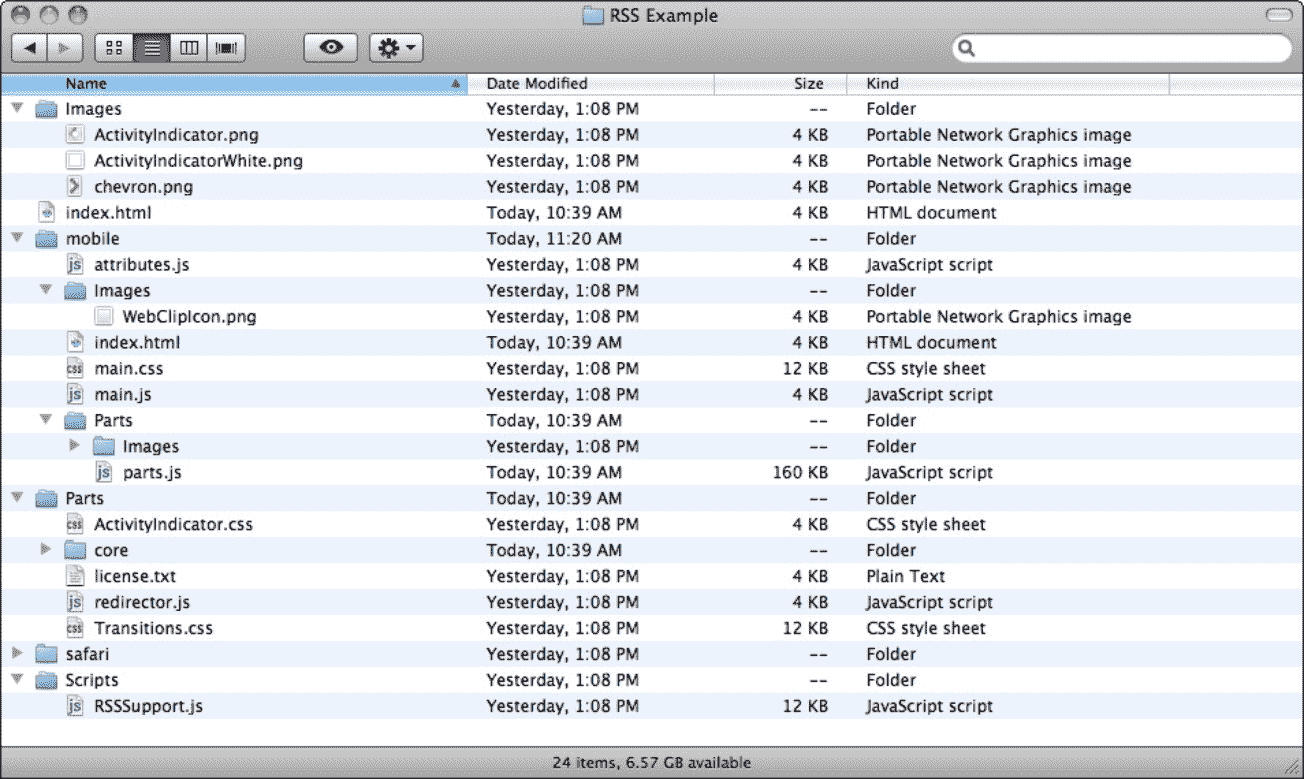 RSS Example
Name Date Modified Size Kind
Images Yesterday, 1:08 PM -- Folder
ActivityIndicator.png Yesterday, 1:08 PM 4 KB Portable Network Graphics image
ActivityIndicatorWhite.png Yesterday, 1:08 PM 4 KB Portable Network Graphics image
chevron.png Yesterday, 1:08 PM 4 KB Portable Network Graphics image
index.html Today, 10:39 AM 4 KB HTML document
mobile Today, 11:20 AM -- Folder
js attributes.js Yesterday, 1:08 PM 4 KB JavaScript script
Images Yesterday, 1:08 PM -- Folder
WebClipIcon.png Yesterday, 1:08 PM 4 KB Portable Network Graphics image
index.html Today, 10:39 AM 4 KB HTML document
css main.css Yesterday, 1:08 PM 12 KB CSS style sheet
js main.js Yesterday, 1:08 PM 4 KB JavaScript script
Parts Today, 10:39 AM -- Folder
Images Yesterday, 1:08 PM -- Folder
js parts.js Today, 10:39 AM 160 KB JavaScript script
Parts Today, 10:39 AM -- Folder
css ActivityIndicator.css Yesterday, 1:08 PM 4 KB CSS style sheet
core Today, 10:39 AM -- Folder
license.txt Yesterday, 1:08 PM 4 KB Plain Text
js redirector.js Yesterday, 1:08 PM 4 KB JavaScript script
css Transitions.css Yesterday, 1:08 PM 12 KB CSS style sheet
safari Yesterday, 1:08 PM -- Folder
Scripts Yesterday, 1:08 PM -- Folder
js RSSSupport.js Yesterday, 1:08 PM 12 KB JavaScript script
24 items, 6.57 GB available